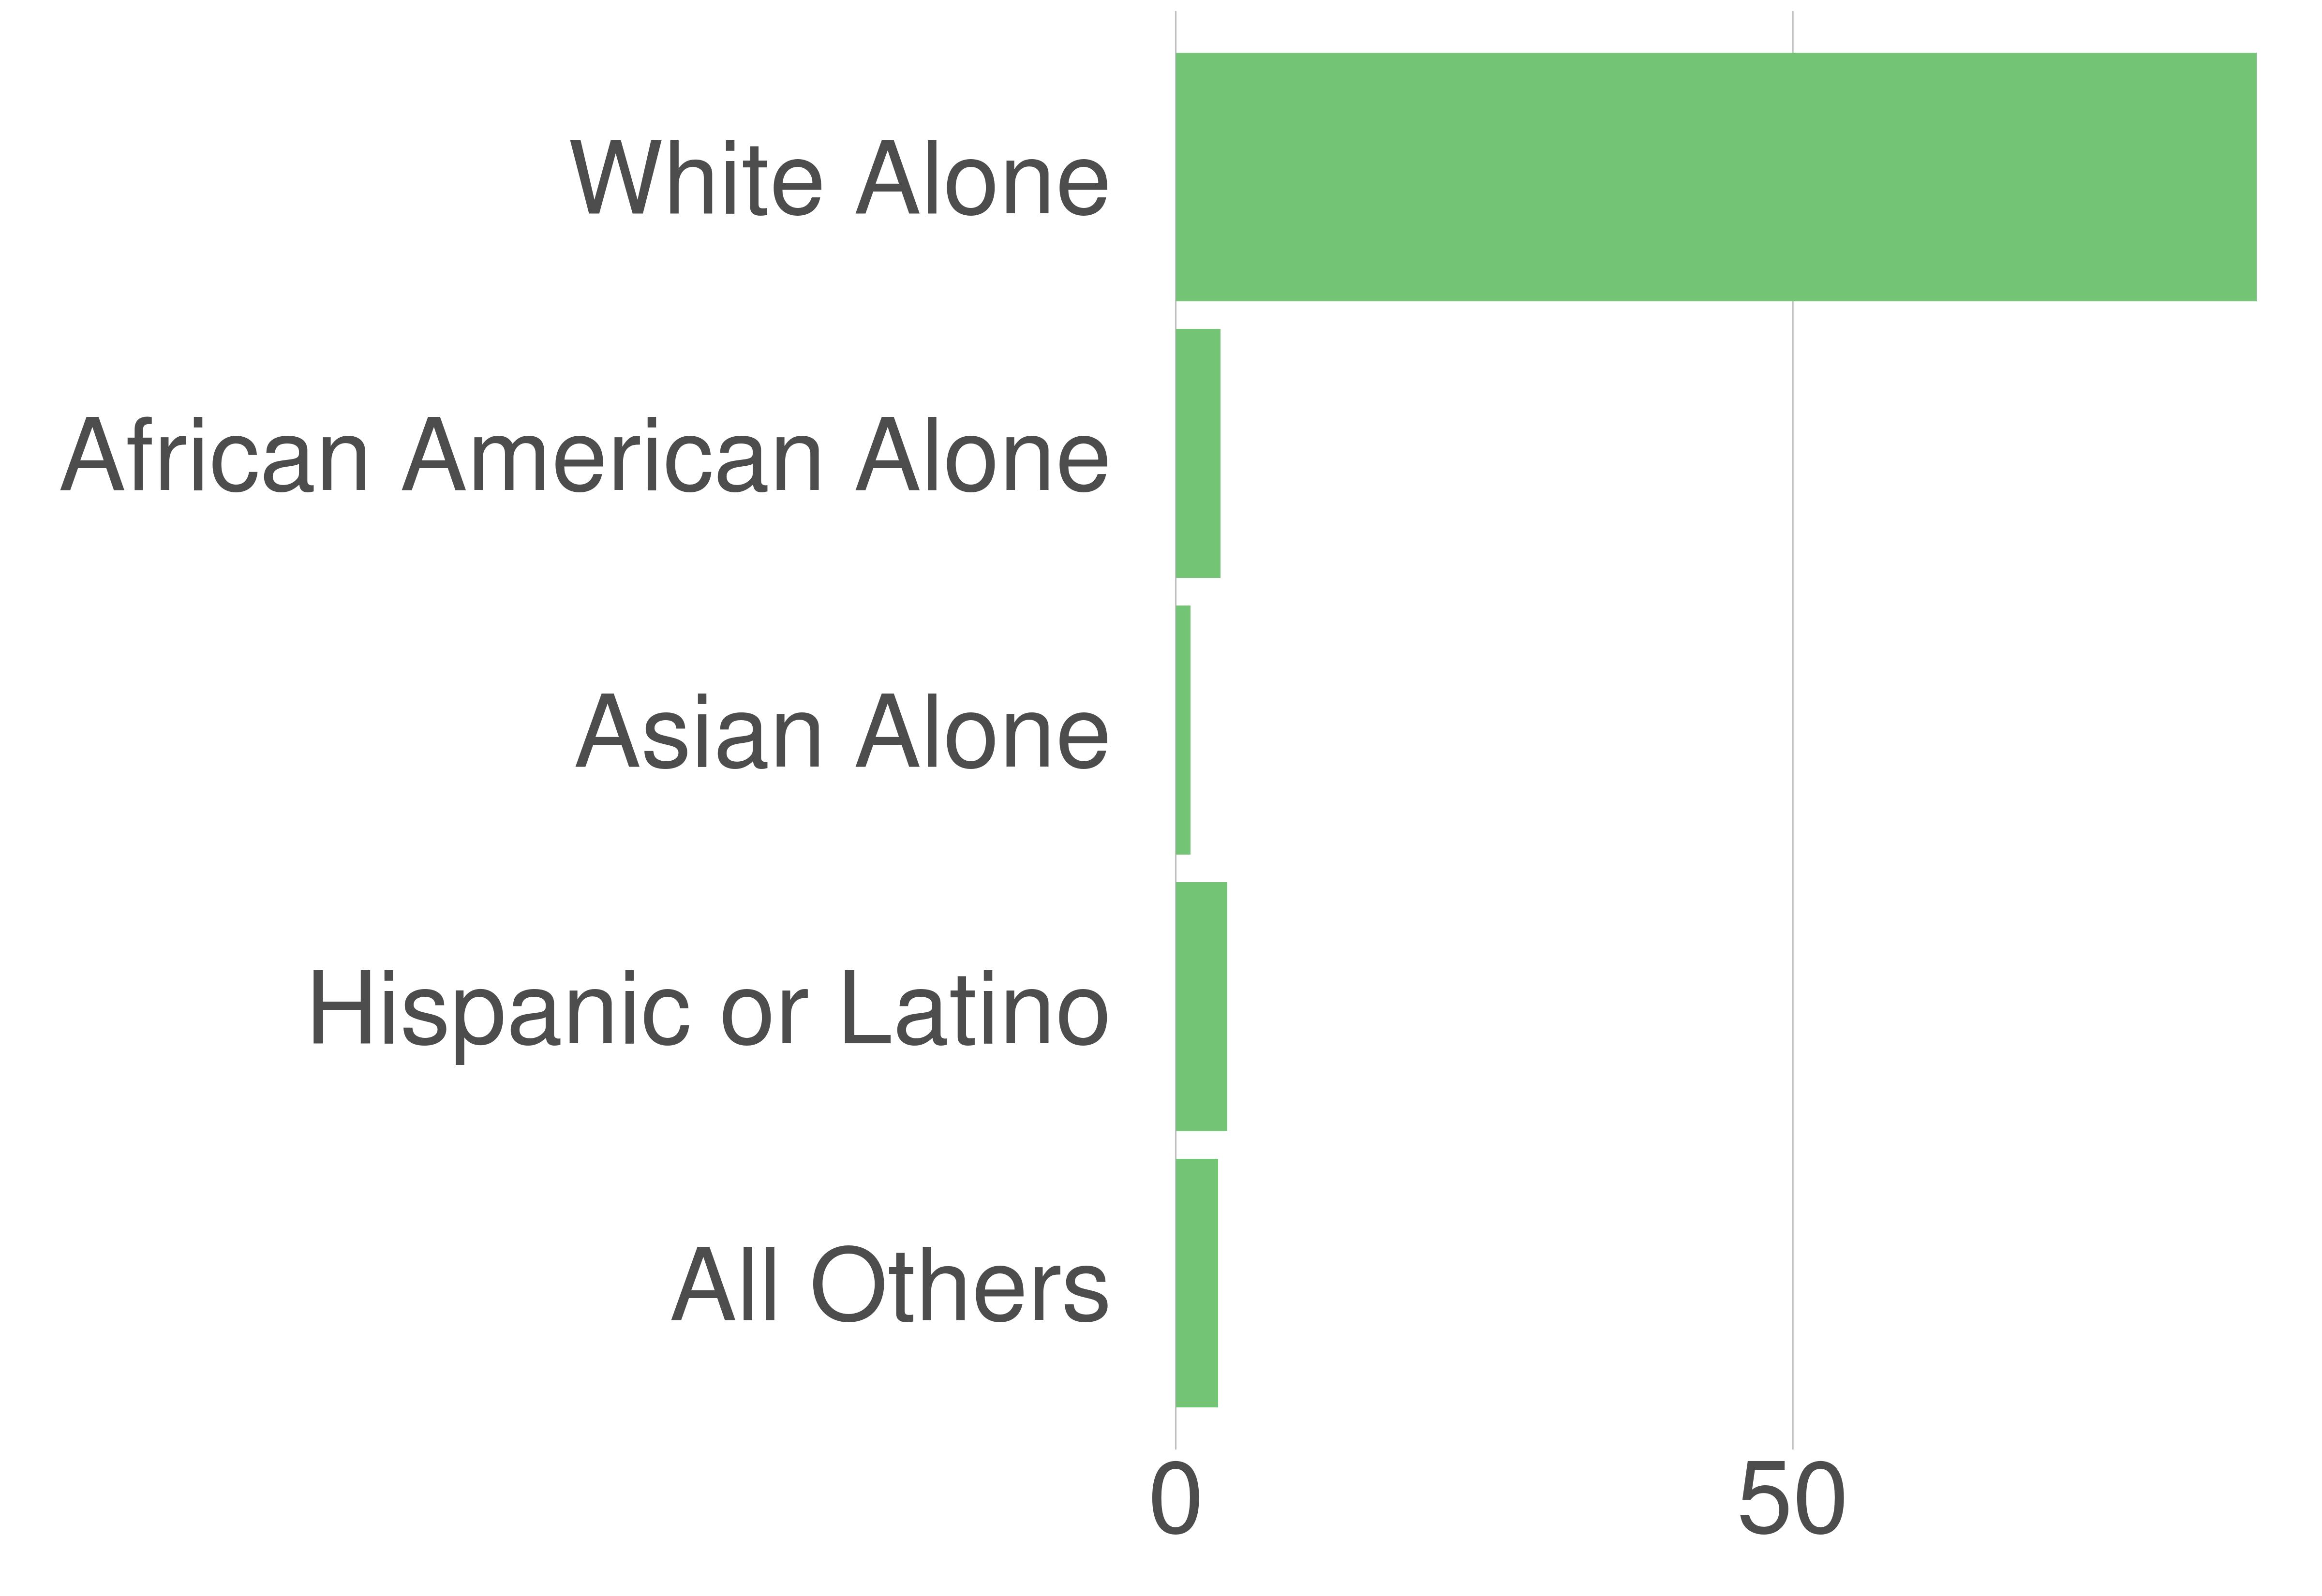 White Alone
African American Alone
Asian Alone
Hispanic or Latino
All Others
0 50